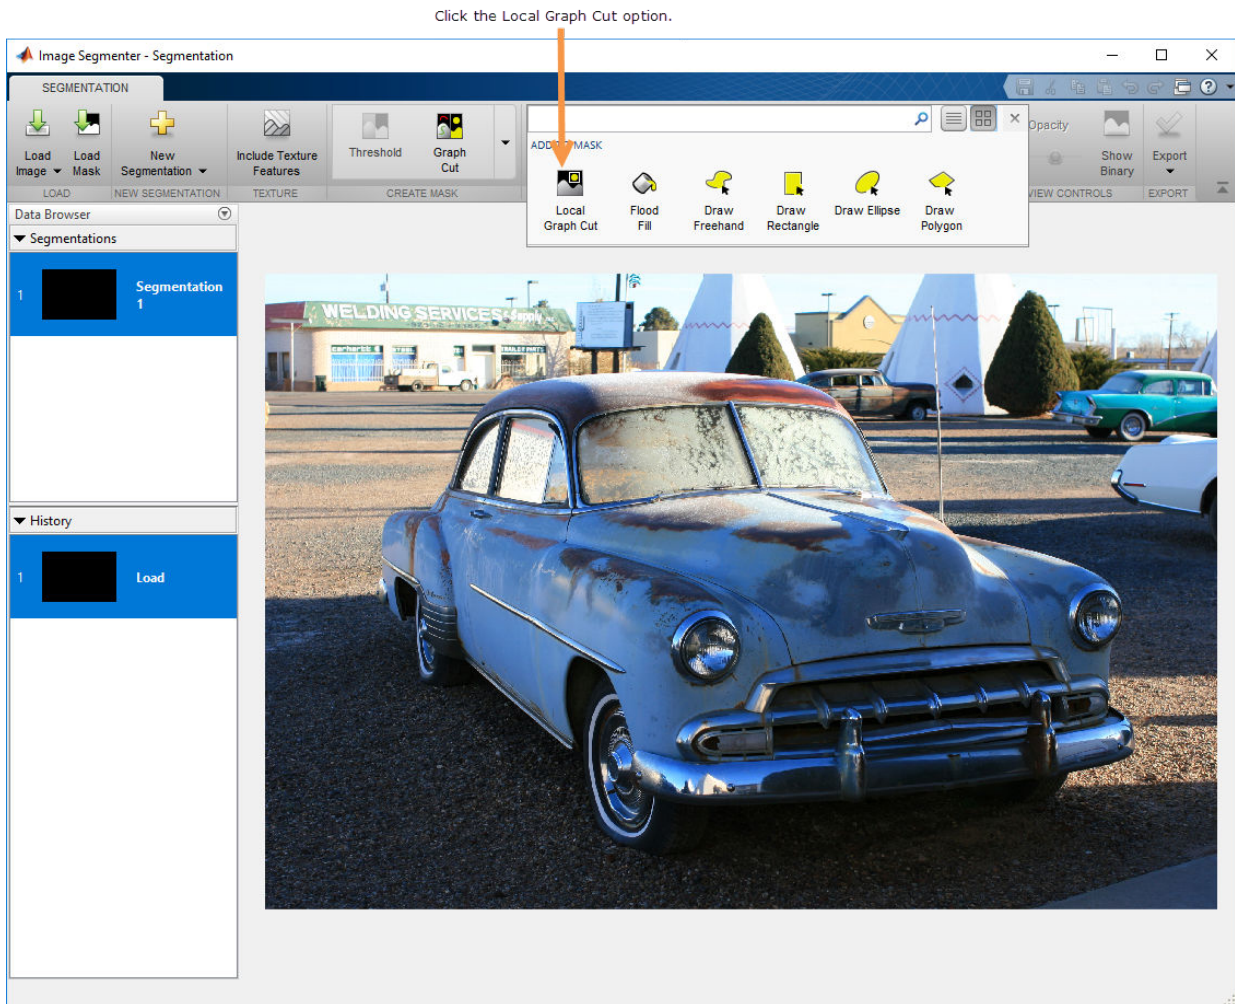 Click the Local Graph Cut option.
Image Segmenter - Segmentation
SEGMENTATION
Load Image
Load Mask
New Segmentation
Include Texture Features
Threshold
Graph Cut
Opacity
Show Binary
Export
LOAD
NEW SEGMENTATION
TEXTURE
CREATE MASK
VIEW CONTROLS
EXPORT
MASK
Local Graph Cut
Flood Fill
Draw Freehand
Draw Rectangle
Draw Ellipse
Draw Polygon
Data Browser
Segmentations
1
Segmentation 1
History
1
Load
WELDING SERVICES & Supply